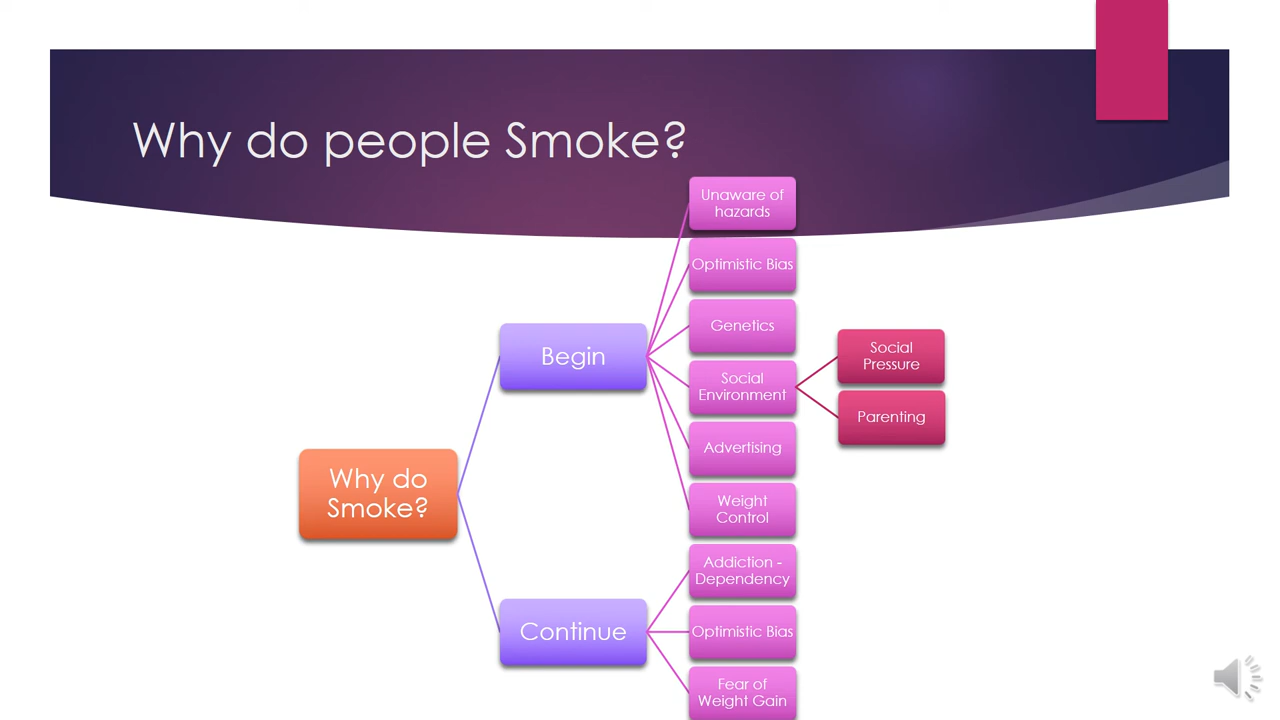 Why do people Smoke?
Unaware of
hazards
Optimistic Bias
Genetics
Begin
Social
Environment
Social
Pressure
Parenting
Advertising
Weight
Control
Why do
Smoke?
Addiction -
Dependency
Continue
Optimistic Bias
Fear of
Weight Gain